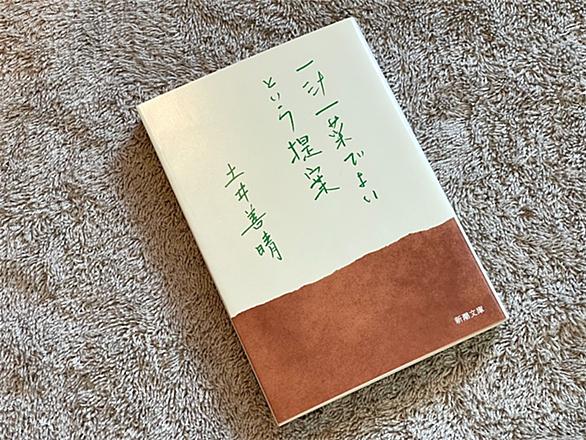 一汁一菜でよい
という提案
土井善晴
新潮文庫